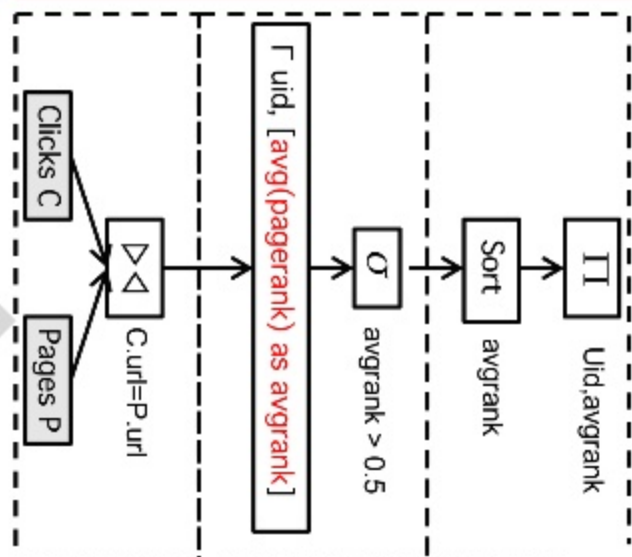 Π
Uid,avgrank
Sort
avgrank
σ
avgrank > 0.5
Γ uid, [avg(pagerank) as avgrank]
⋈
C.url=P.url
Clicks C
Pages P